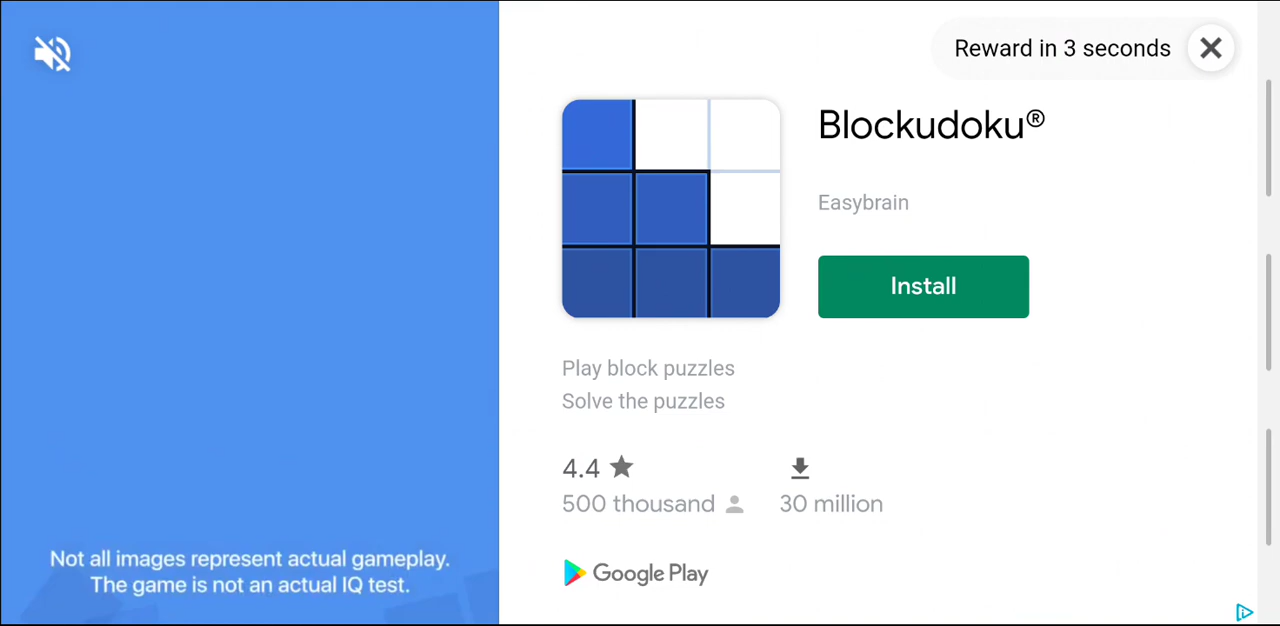 Reward in 3 seconds
Blockudoku®
Easybrain
Install
Play block puzzles
Solve the puzzles
4.4
500 thousand
30 million
Google Play
Not all images represent actual gameplay.
The game is not an actual IQ test.